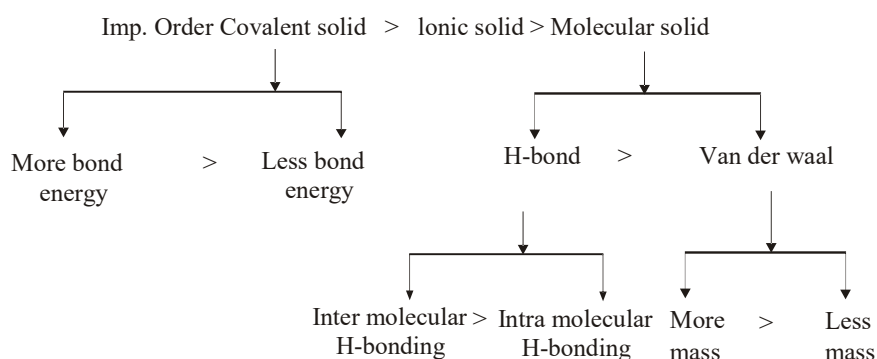 Imp. Order Covalent solid > lonic solid > Molecular solid
More bond energy > Less bond energy
H-bond > Van der waal
Inter molecular > Intra molecular
H-bonding H-bonding
More mass > Less mass